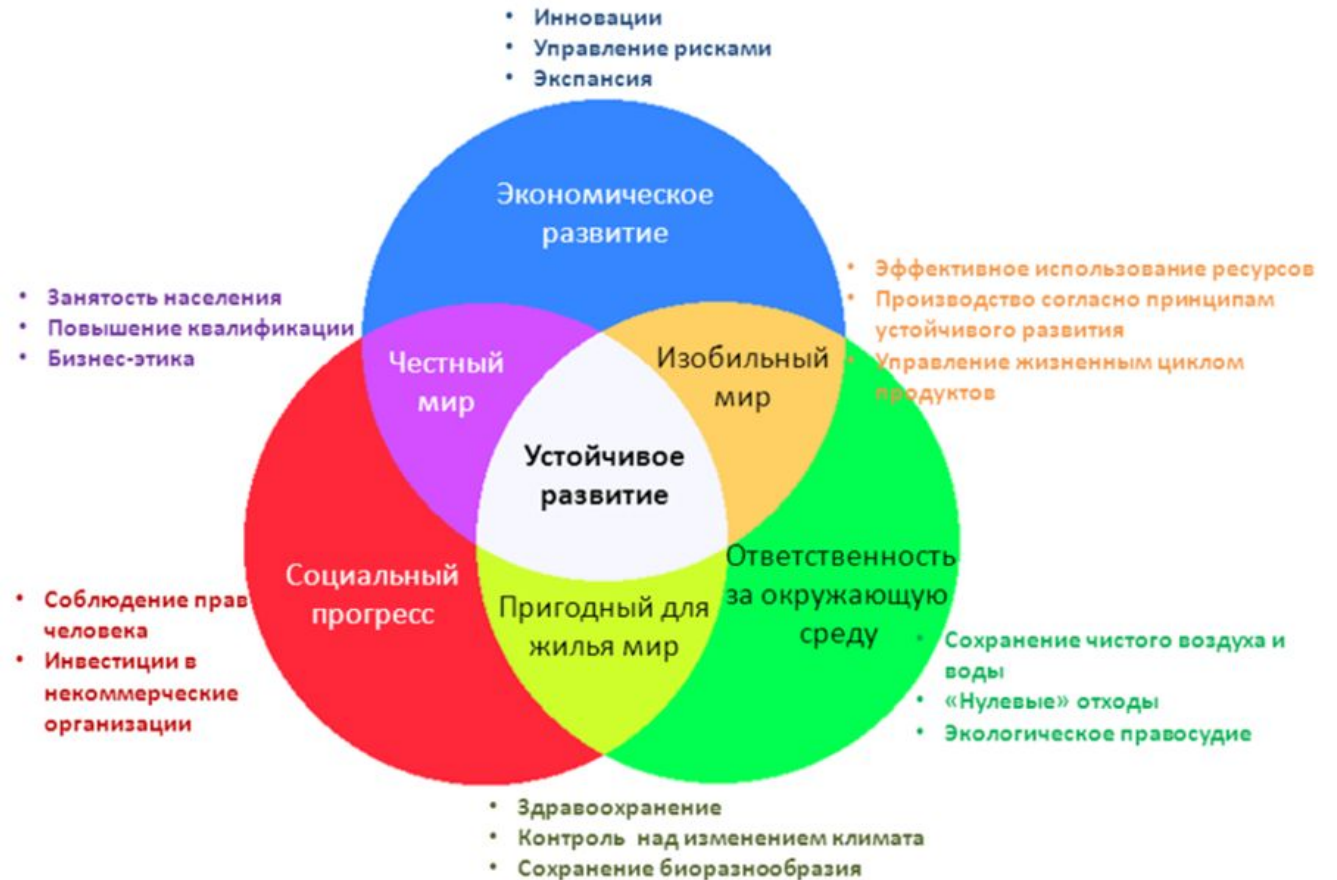 • Инновации
• Управление рисками
• Экспансия
Экономическое
развитие
• Занятость населения
• Повышение квалификации
• Бизнес-этика
• Эффективное использование ресурсов
• Производство согласно принципам
устойчивого развития
• Управление жизненным циклом
продуктов
Честный
мир
Изобильный
мир
Устойчивое
развитие
Социальный
прогресс
Пригодный для
жилья мир
Ответственность
за окружающую
среду
• Соблюдение прав
человека
• Инвестиции в
некоммерческие
организации
• Сохранение чистого воздуха и
воды
• «Нулевые» отходы
• Экологическое правосудие
• Здравоохранение
• Контроль над изменением климата
• Сохранение биоразнообразия